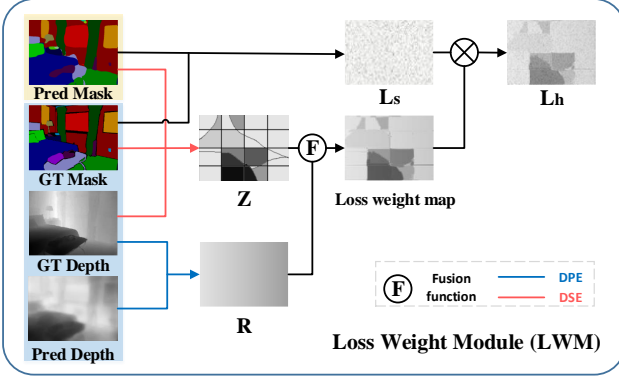 Pred Mask
GT Mask
GT Depth
Pred Depth
Z
R
F
Ls
Lh
Loss weight map
F
Fusion
function
DPE
DSE
Loss Weight Module (LWM)